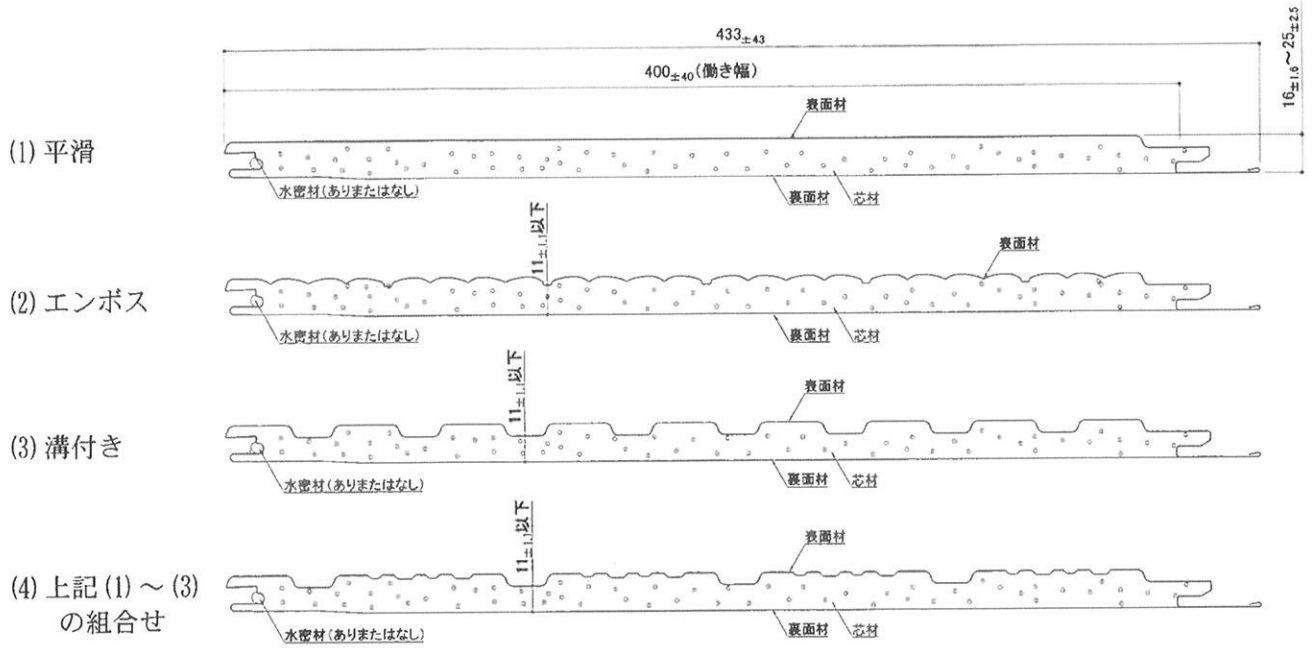 433±43
400±40(働き幅)
16±1.6～25±2.5
(1) 平滑
表面材
水密材(ありまたはなし)
裏面材
芯材
(2) エンボス
11±1.1以下
表面材
水密材(ありまたはなし)
裏面材
芯材
(3) 溝付き
11±1.1以下
表面材
水密材(ありまたはなし)
裏面材
芯材
(4) 上記 (1) ～ (3)
の組合せ
11±1.1以下
表面材
水密材(ありまたはなし)
裏面材
芯材